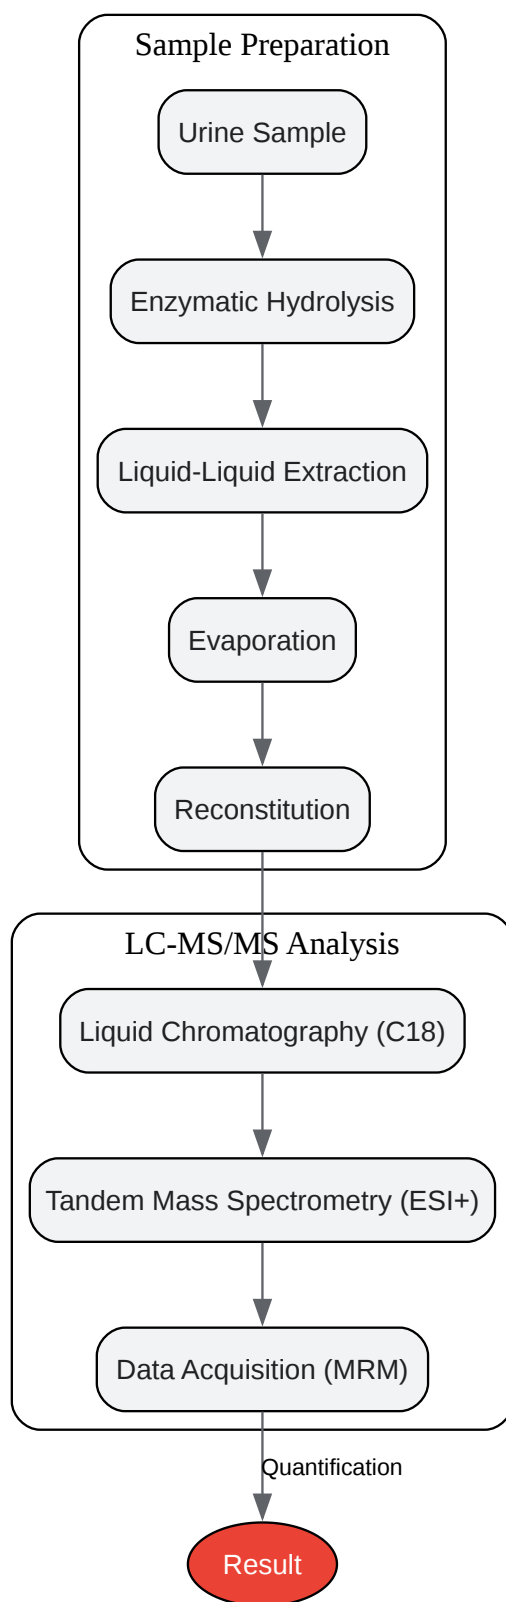 Sample Preparation
Urine Sample
Enzymatic Hydrolysis
Liquid-Liquid Extraction
Evaporation
Reconstitution
LC-MS/MS Analysis
Liquid Chromatography (C18)
Tandem Mass Spectrometry (ESI+)
Data Acquisition (MRM)
Quantification
Result